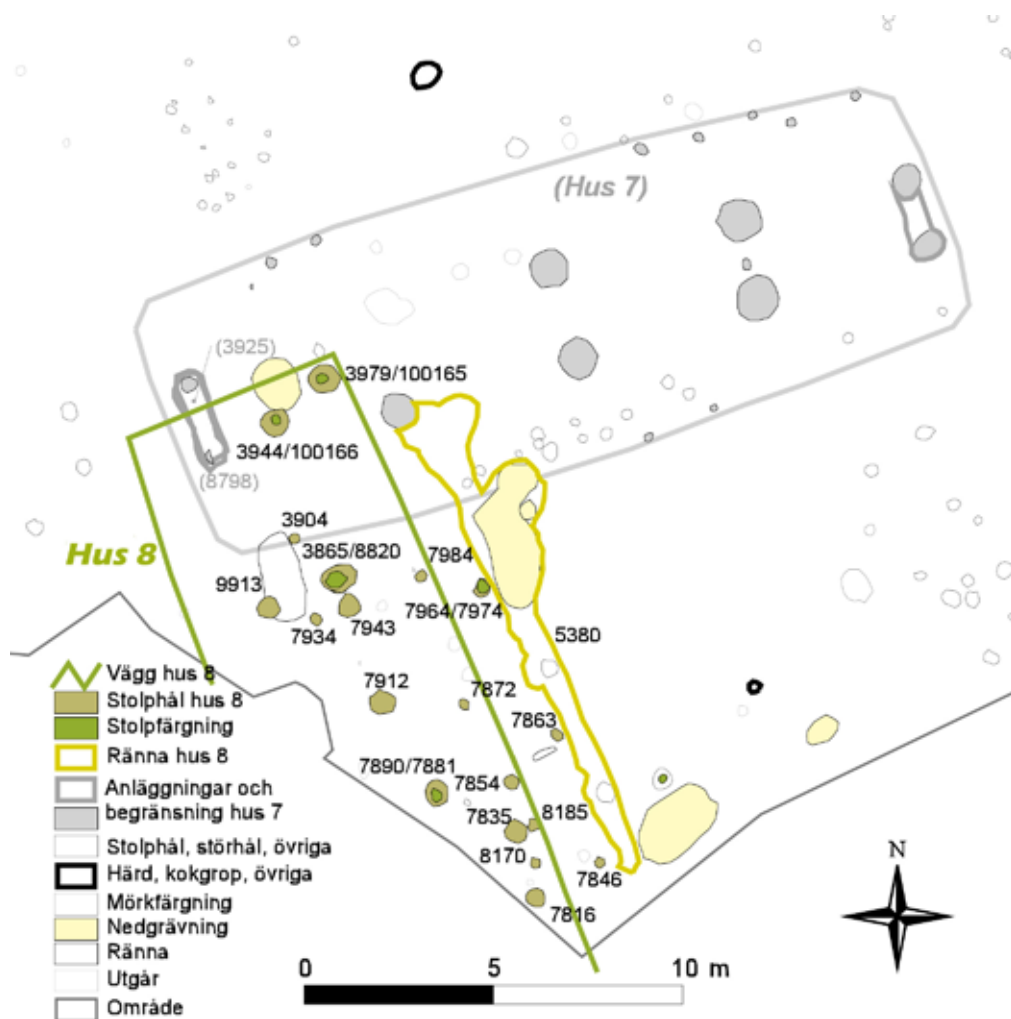 (Hus 7)
(3925)
3979/100165
3944/100166
(8798)
3904
Hus 8
3865/8820
7984
9913
7964/7974
7934
7943
5380
Vägg hus 8
7912
7872
Stolphål hus 8
7863
Stolpfärgning
Ränna hus 8
7890/7881
7854
Anläggningar och
begränsning hus 7
7835
8185
Stolphål, störhål, övriga
8170
7846
Härd, kokgrop, övriga
Mörkfärgning
7816
N
Nedgrävning
Ränna
Utgår
Område
0
5
10 m